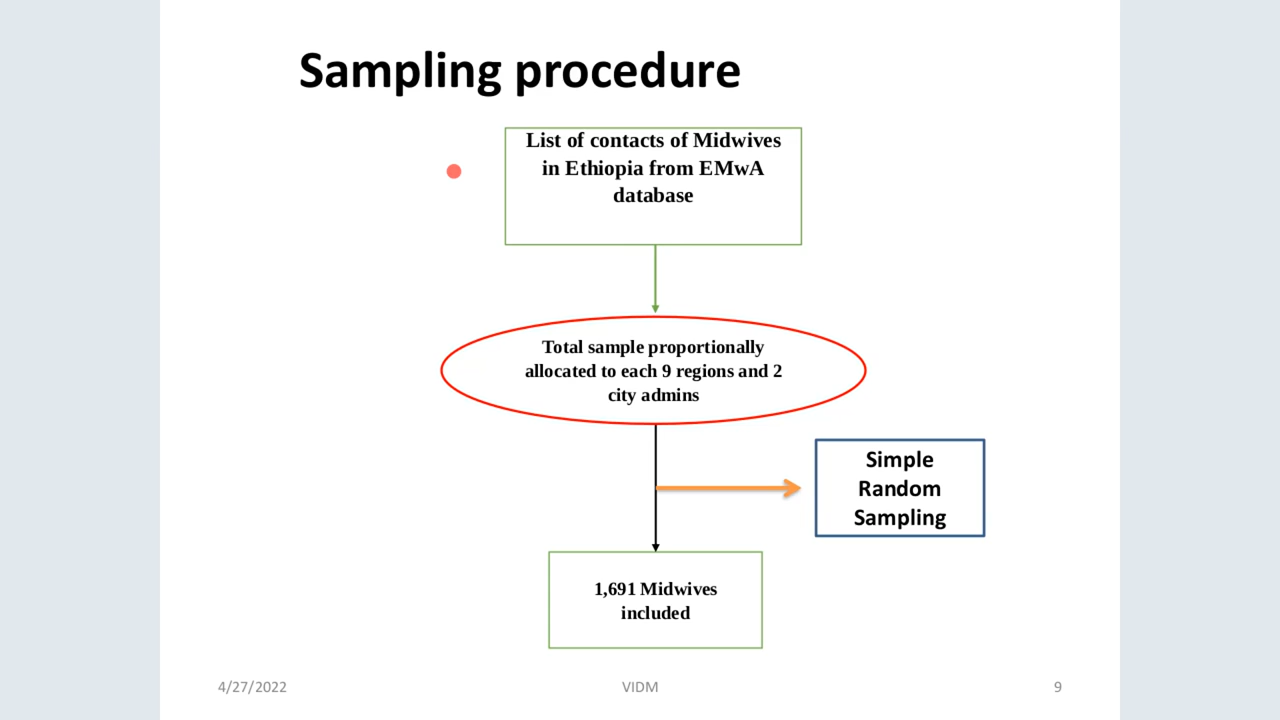 Sampling procedure
List of contacts of Midwives
in Ethiopia from EMwA
database
Total sample proportionally
allocated to each 9 regions and 2
city admins
Simple
Random
Sampling
1,691 Midwives
included
4/27/2022
VIDM
9